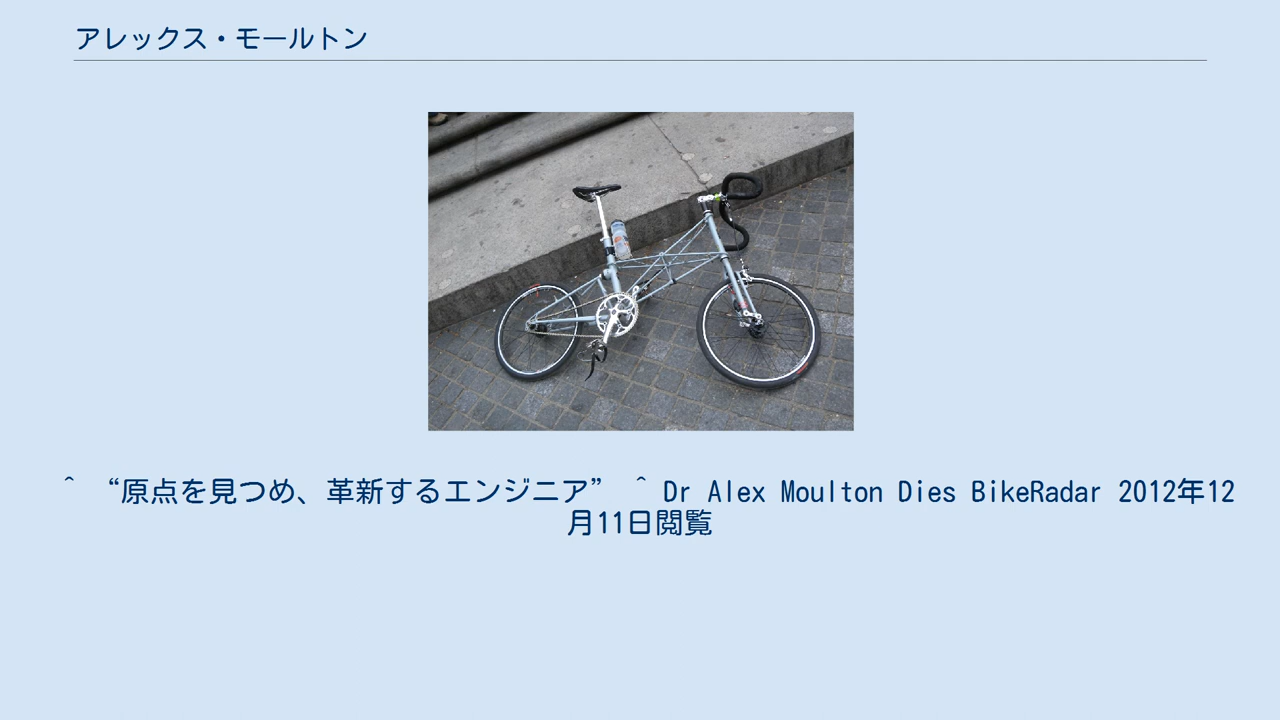 アレックス・モールトン
^ “原点を見つめ、革新するエンジニア” ^ Dr Alex Moulton Dies BikeRadar 2012年12
月11日閲覧